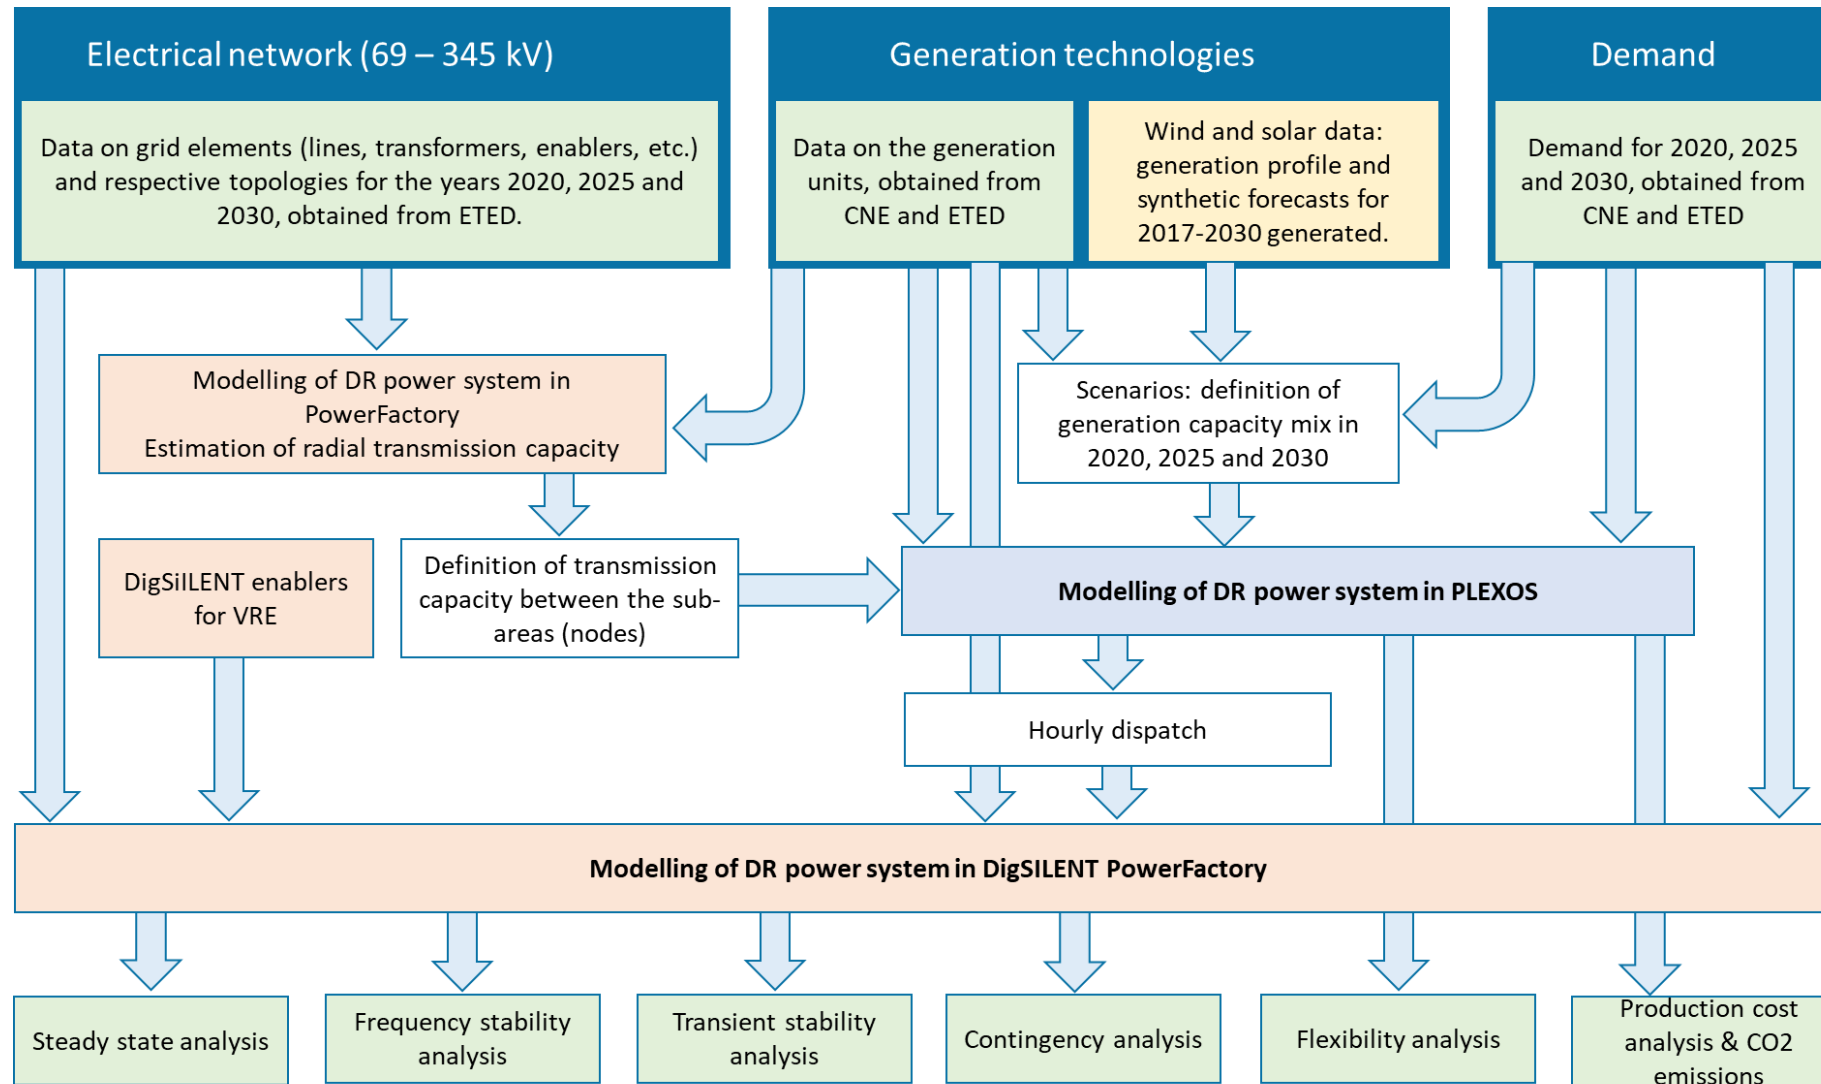 Electrical network (69 – 345 kV)
Generation technologies
Demand
Data on grid elements (lines, transformers, enablers, etc.)
and respective topologies for the years 2020, 2025 and
2030, obtained from ETED.
Data on the generation
units, obtained from
CNE and ETED
Wind and solar data:
generation profile and
synthetic forecasts for
2017-2030 generated.
Demand for 2020, 2025
and 2030, obtained from
CNE and ETED
Modelling of DR power system in
PowerFactory
Estimation of radial transmission capacity
Scenarios: definition of
generation capacity mix in
2020, 2025 and 2030
DigSiILENT enablers
for VRE
Definition of transmission
capacity between the sub-
areas (nodes)
Modelling of DR power system in PLEXOS
Hourly dispatch
Modelling of DR power system in DigSILENT PowerFactory
Steady state analysis
Frequency stability
analysis
Transient stability
analysis
Contingency analysis
Flexibility analysis
Production cost
analysis & CO2
emissions